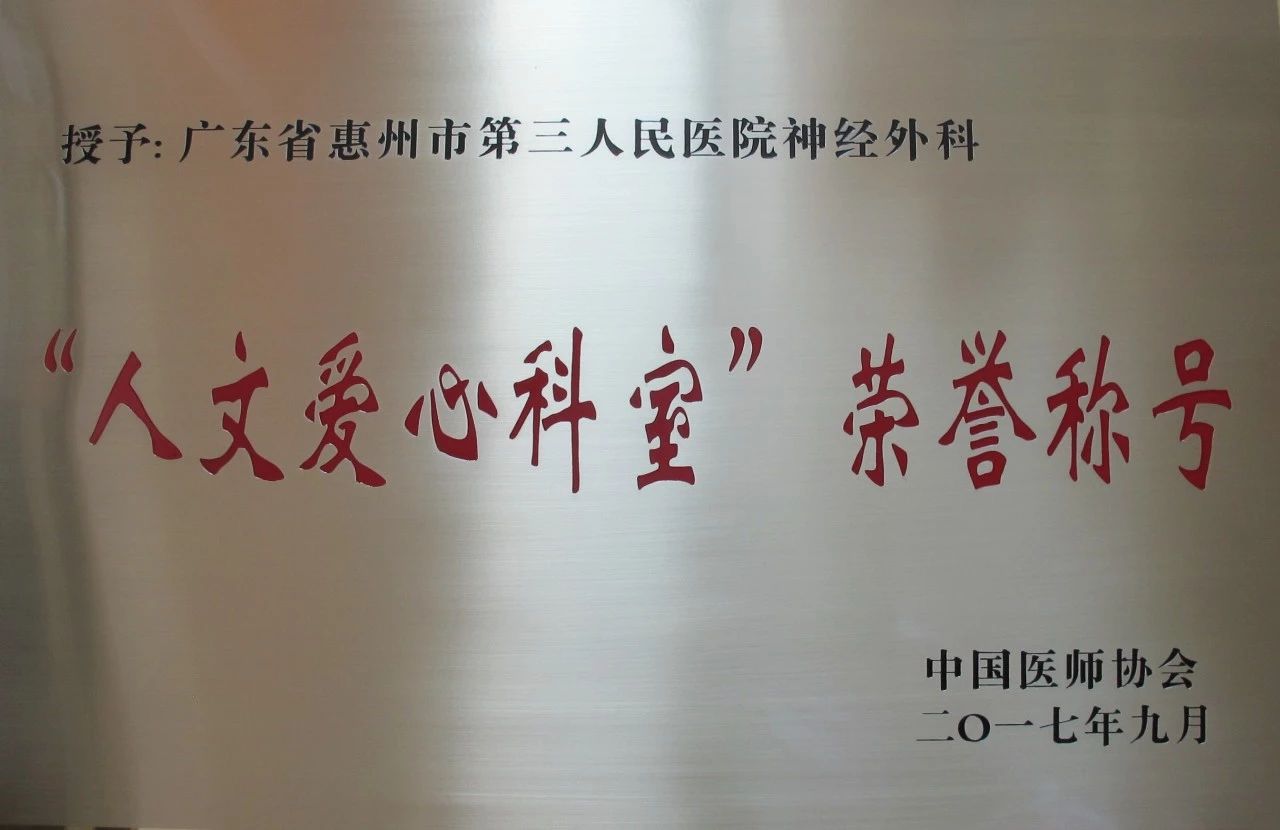 授予: 广东省惠州市第三人民医院神经外科
“人文爱心科室” 荣誉称号
中国医师协会
二〇一七年九月